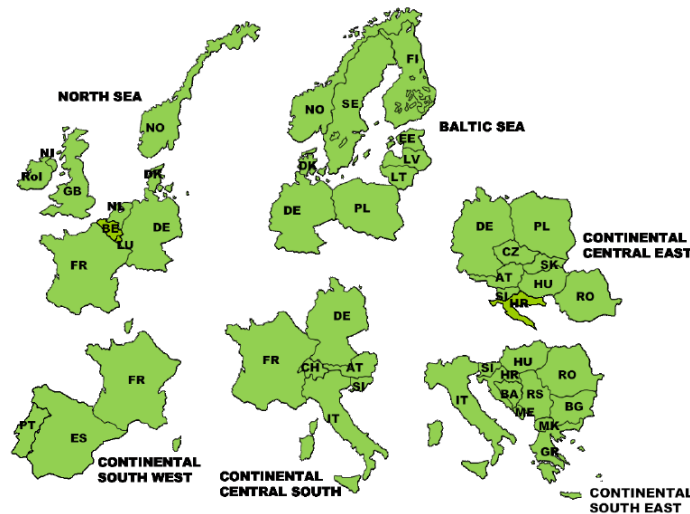 NORTH SEA
NO
NI
RoI
GB
DK
NL
BE
DE
LU
FR
FI
SE
NO
BALTIC SEA
EE
LV
DK
LT
DE
PL
DE
PL
CONTINENTAL
CENTRAL EAST
CZ
SK
AT
HU
SI
HR
RO
FR
PT
ES
CONTINENTAL
SOUTH WEST
DE
FR
CH
AT
SI
IT
CONTINENTAL
CENTRAL SOUTH
HU
SI
HR
RO
IT
BA
RS
BG
ME
MK
GR
CONTINENTAL
SOUTH EAST